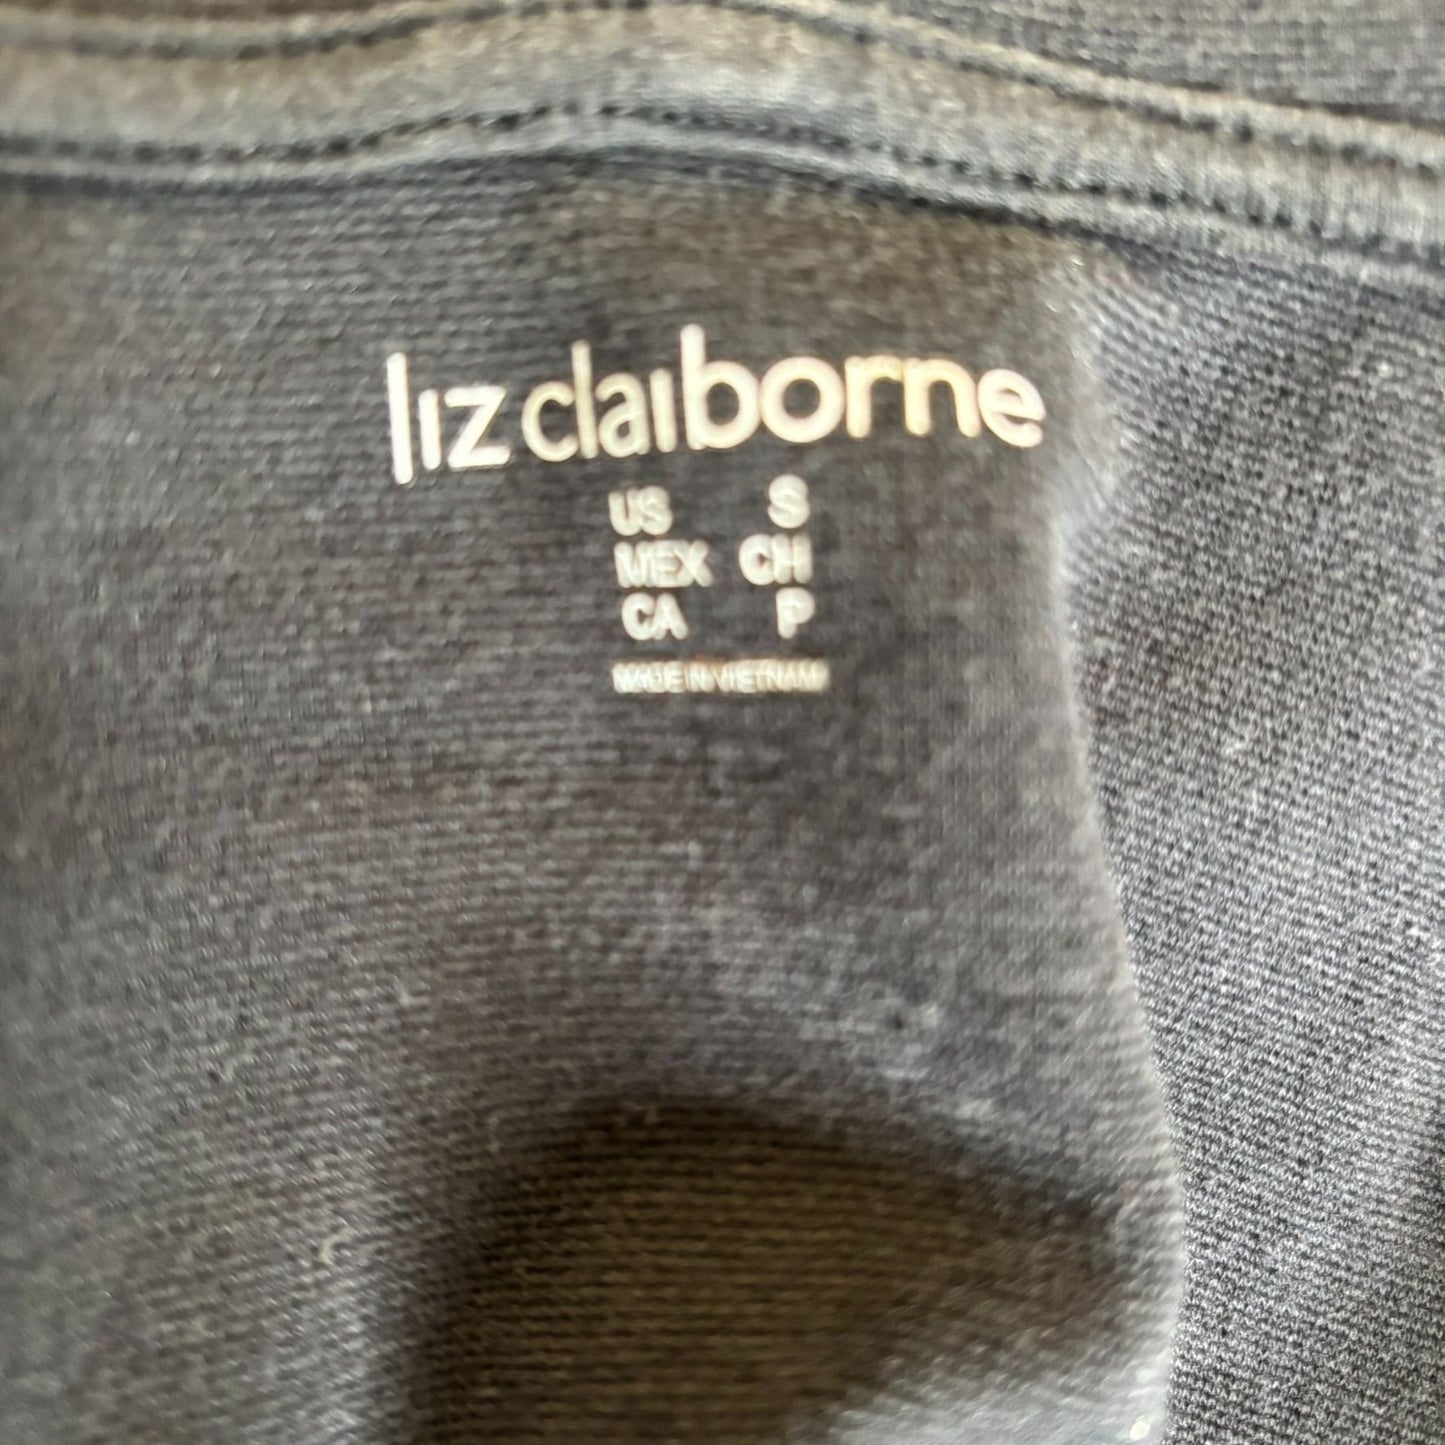 liz claiborne
US S
MEX CH
CA P
MADE IN VIETNAM